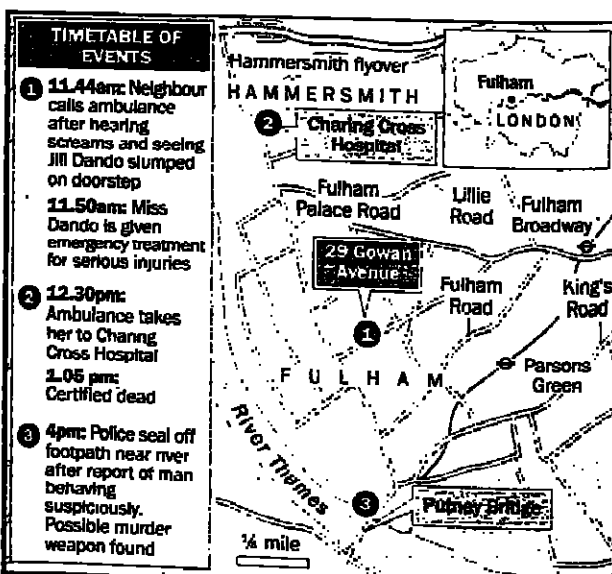 TIMETABLE OF
EVENTS
1 11.44am: Neighbour
calls ambulance
after hearing
screams and seeing
Jill Dando slumped
on doorstep
11.50am: Miss
Dando is given
emergency treatment
for serious injuries
2 12.30pm:
Ambulance takes
her to Charing
Cross Hospital
1.05 pm:
Certified dead
3 4pm: Police seal off
footpath near river
after report of man
behaving
suspiciously.
Possible murder
weapon found
Hammersmith flyover
HAMMERSMITH
2
Charing Cross
Hospital
Fulham
LONDON
Fulham
Palace Road
Lillie
Road
Fulham
Broadway
29 Gowan
Avenue
1
Fulham
Road
King's
Road
FULHAM
Parsons
Green
River Thames
3
Putney Bridge
¼ mile